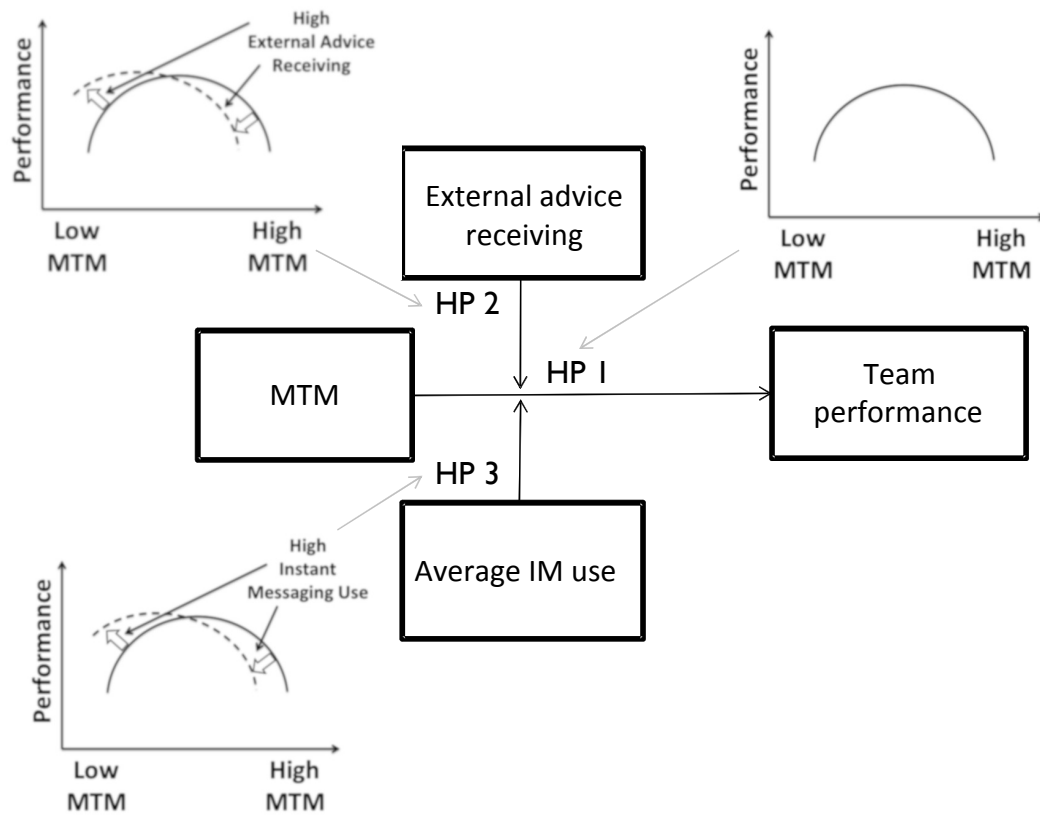 High
External Advice
Receiving
Performance
Low
MTM
High
MTM
Performance
Low
MTM
High
MTM
External advice
receiving
HP 2
HP 1
MTM
Team
performance
HP 3
Average IM use
High
Instant
Messaging Use
Performance
Low
MTM
High
MTM